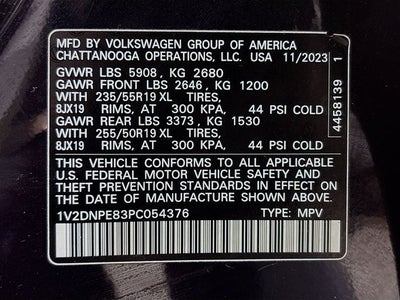 MFD BY VOLKSWAGEN GROUP OF AMERICA
CHATTANOOGA OPERATIONS, LLC. USA 11/2023
GVWR LBS 5908, KG 2680
GAWR FRONT LBS 2646, KG 1200
WITH 235/55R19 XL TIRES,
8JX19 RIMS, AT 300 KPA, 44 PSI COLD
GAWR REAR LBS 3373, KG 1530
WITH 255/50R19 XL TIRES,
8JX19 RIMS, AT 300 KPA, 44 PSI COLD
THIS VEHICLE CONFORMS TO ALL APPLICABLE
U.S. FEDERAL MOTOR VEHICLE SAFETY AND
THEFT PREVENTION STANDARDS IN EFFECT ON
THE DATE OF MANUFACTURE SHOWN ABOVE.
1V2DNPE83PC054376 TYPE: MPV
4458139 1